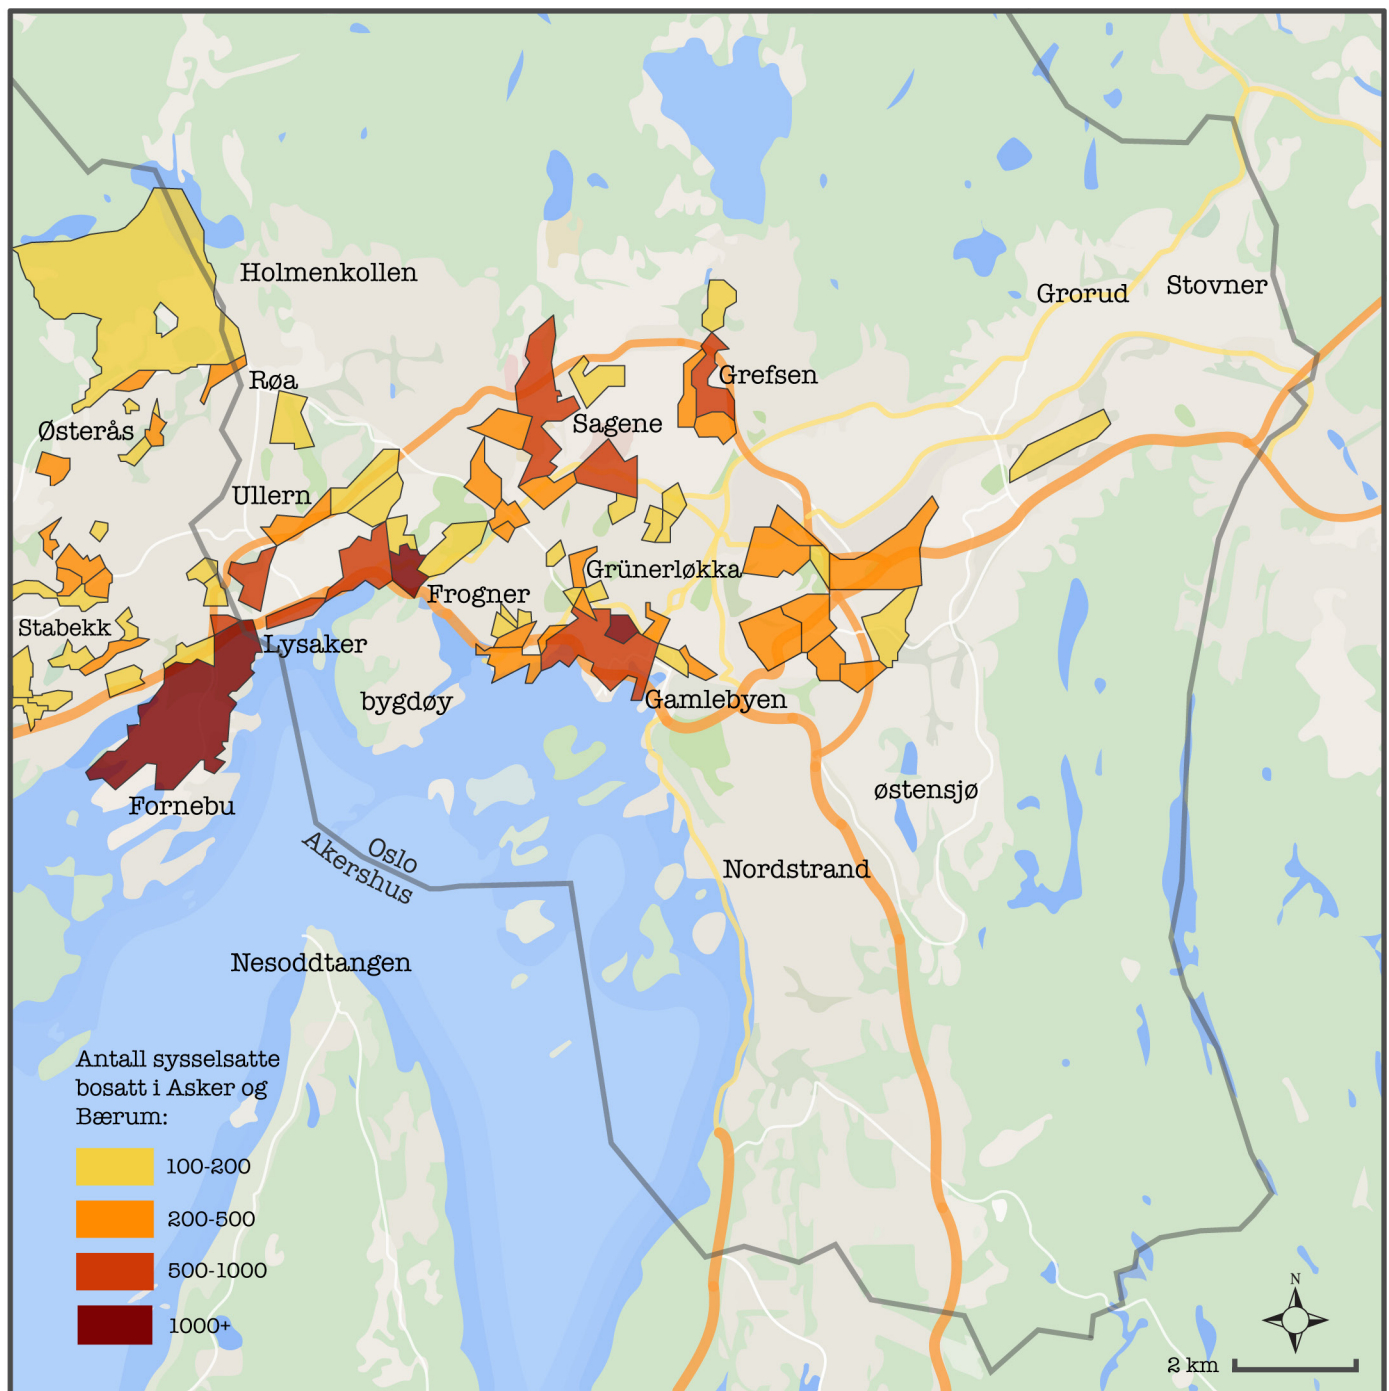 Holmenkollen
Grorud
Stovner
Røa
Grefsen
Østerås
Sagene
Ullern
Grünerløkka
Frogner
Stabekk
Lysaker
bygdøy
Gamlebyen
østensjø
Fornebu
Oslo
Akershus
Nordstrand
Nesoddtangen
Antall sysselsatte
bosatt i Asker og
Bærum:
100-200
200-500
500-1000
1000+
N
2 km